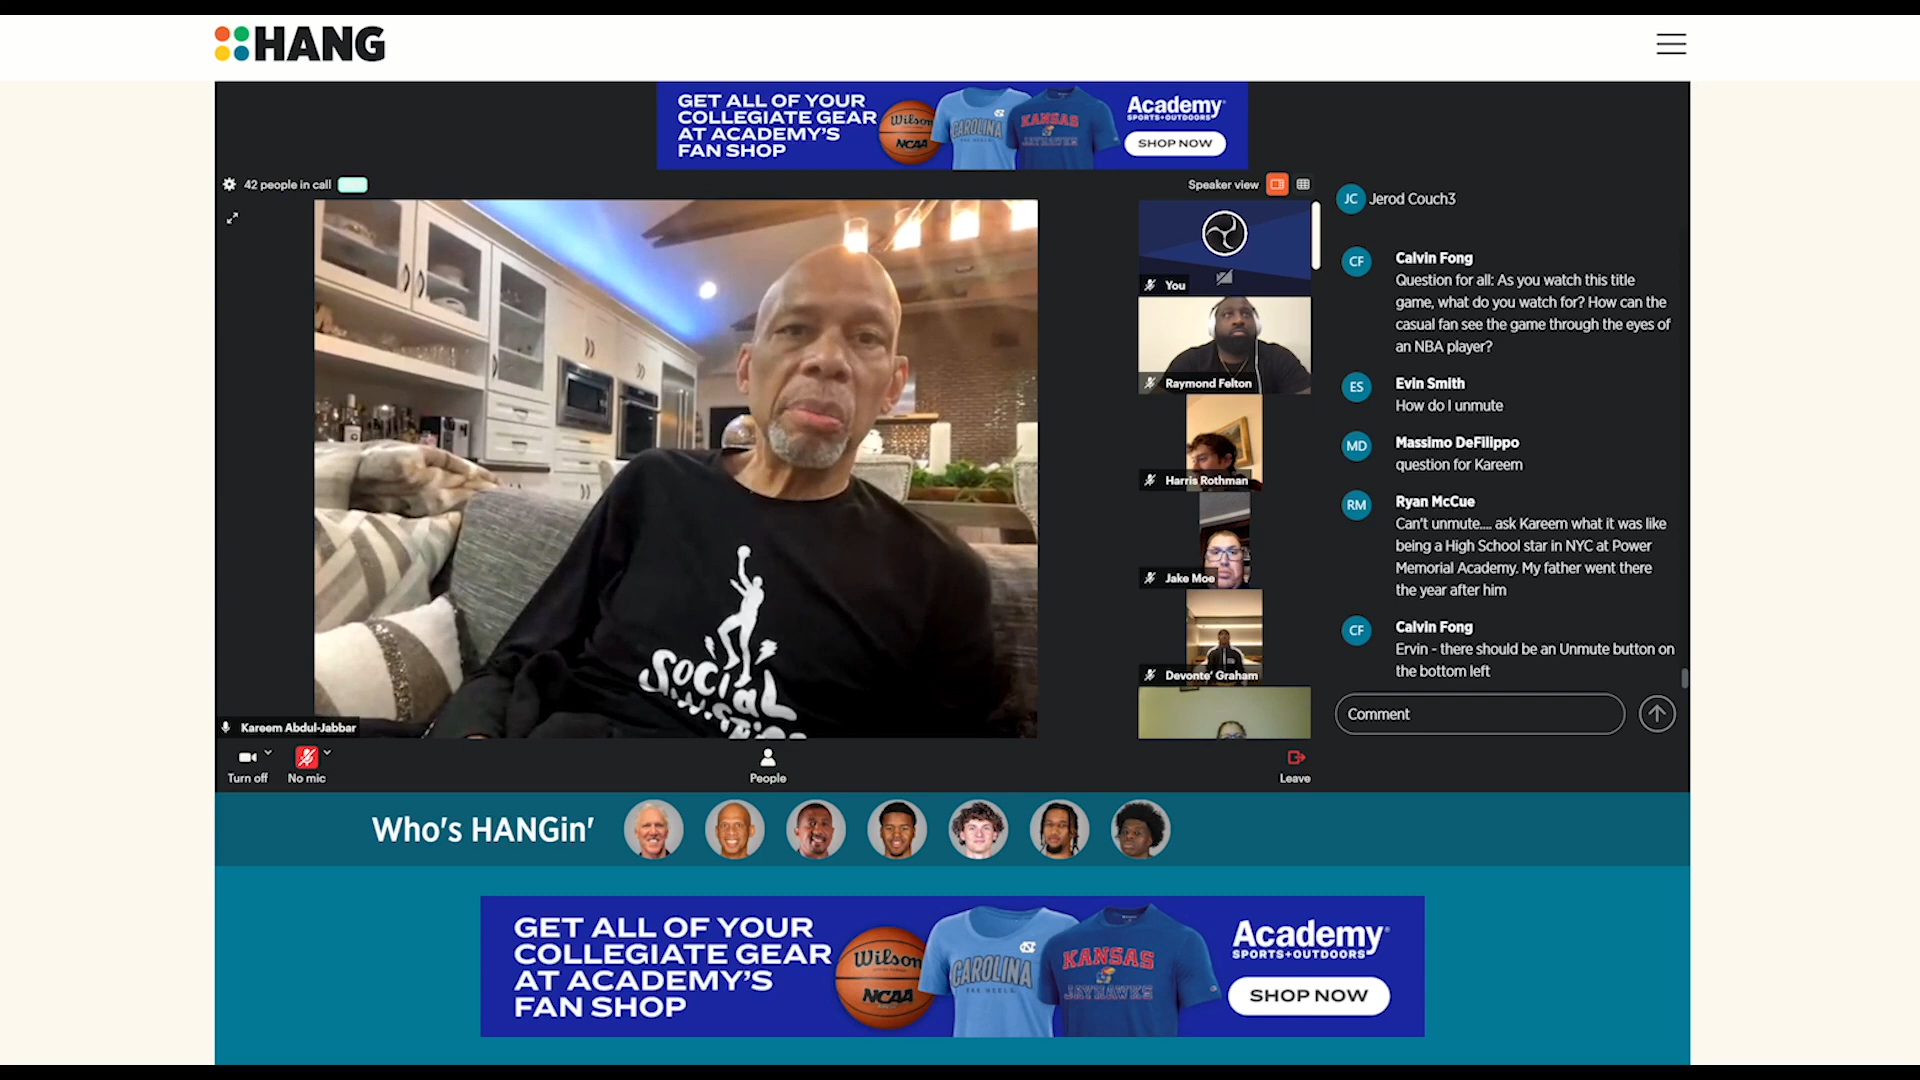 HANG
GET ALL OF YOUR
COLLEGIATE GEAR
AT ACADEMY'S
FAN SHOP
Wilson
NCAA
CAROLINA
KANSAS
JAYHAWKS
Academy
SPORTS+OUTDOORS
SHOP NOW
42 people in call
Speaker view
You
Raymond Felton
Harris Rothman
Jake Moe
Devonte' Graham
SOCIAL
Kareem Abdul-Jabbar
Turn off
No mic
People
Leave
JC Jerod Couch3
CF Calvin Fong
Question for all: As you watch this title
game, what do you watch for? How can the
casual fan see the game through the eyes of
an NBA player?
ES Evin Smith
How do I unmute
MD Massimo DeFilippo
question for Kareem
RM Ryan McCue
Can't unmute.... ask Kareem what it was like
being a High School star in NYC at Power
Memorial Academy. My father went there
the year after him
CF Calvin Fong
Ervin - there should be an Unmute button on
the bottom left
Comment
Who's HANGin'
GET ALL OF YOUR
COLLEGIATE GEAR
AT ACADEMY'S
FAN SHOP
Wilson
NCAA
CAROLINA
TAR HEELS
KANSAS
JAYHAWKS
Academy
SPORTS+OUTDOORS
SHOP NOW